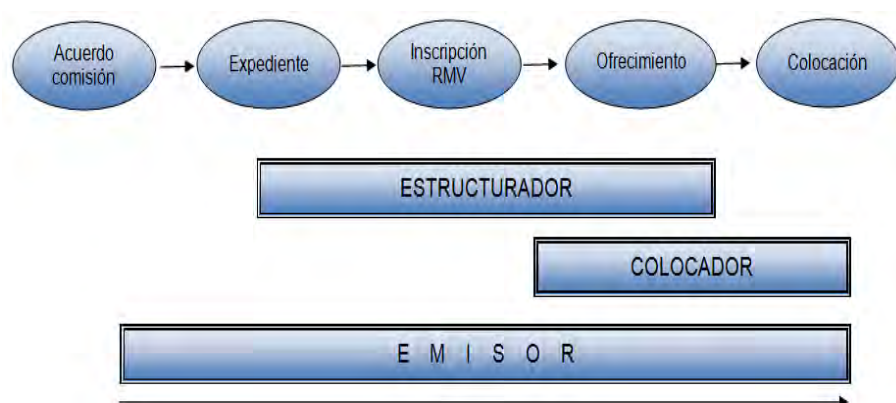 Acuerdo
comisión
Expediente
Inscripción
RMV
Ofrecimiento
Colocación
ESTRUCTURADOR
COLOCADOR
E M I S O R